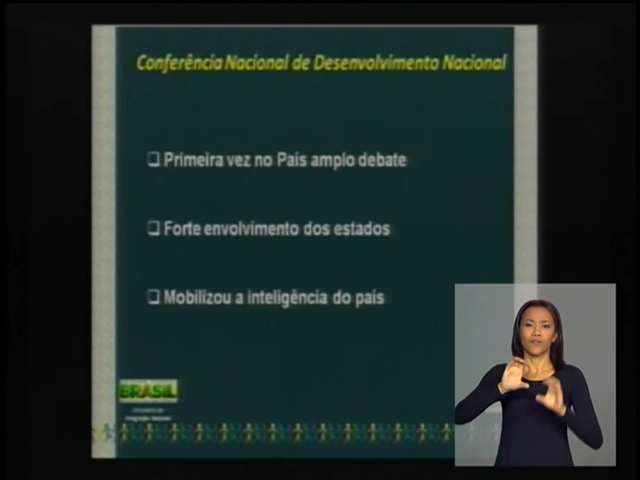 Conferência Nacional de Desenvolvimento Nacional
❑ Primeira vez no País amplo debate
❑ Forte envolvimento dos estados
❑ Mobilizou a inteligência do país
BRASIL